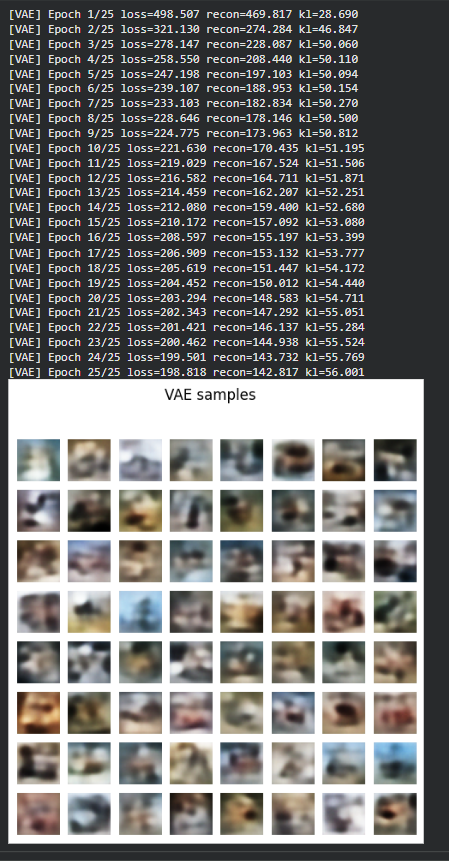 [VAE] Epoch 1/25 loss=498.507 recon=469.817 kl=28.690
[VAE] Epoch 2/25 loss=321.130 recon=274.284 kl=46.847
[VAE] Epoch 3/25 loss=278.147 recon=228.087 kl=50.060
[VAE] Epoch 4/25 loss=258.550 recon=208.440 kl=50.110
[VAE] Epoch 5/25 loss=247.198 recon=197.103 kl=50.094
[VAE] Epoch 6/25 loss=239.107 recon=188.953 kl=50.154
[VAE] Epoch 7/25 loss=233.103 recon=182.834 kl=50.270
[VAE] Epoch 8/25 loss=228.646 recon=178.146 kl=50.500
[VAE] Epoch 9/25 loss=224.775 recon=173.963 kl=50.812
[VAE] Epoch 10/25 loss=221.630 recon=170.435 kl=51.195
[VAE] Epoch 11/25 loss=219.029 recon=167.524 kl=51.506
[VAE] Epoch 12/25 loss=216.582 recon=164.711 kl=51.871
[VAE] Epoch 13/25 loss=214.459 recon=162.207 kl=52.251
[VAE] Epoch 14/25 loss=212.080 recon=159.400 kl=52.680
[VAE] Epoch 15/25 loss=210.172 recon=157.092 kl=53.080
[VAE] Epoch 16/25 loss=208.597 recon=155.197 kl=53.399
[VAE] Epoch 17/25 loss=206.909 recon=153.132 kl=53.777
[VAE] Epoch 18/25 loss=205.619 recon=151.447 kl=54.172
[VAE] Epoch 19/25 loss=204.452 recon=150.012 kl=54.440
[VAE] Epoch 20/25 loss=203.294 recon=148.583 kl=54.711
[VAE] Epoch 21/25 loss=202.343 recon=147.292 kl=55.051
[VAE] Epoch 22/25 loss=201.421 recon=146.137 kl=55.284
[VAE] Epoch 23/25 loss=200.462 recon=144.938 kl=55.524
[VAE] Epoch 24/25 loss=199.501 recon=143.732 kl=55.769
[VAE] Epoch 25/25 loss=198.818 recon=142.817 kl=56.001
VAE samples